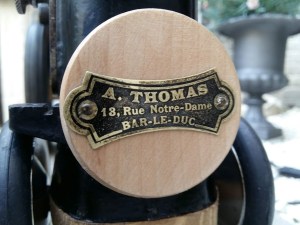 A. THOMAS
13, Rue Notre-Dame
BAR-LE-DUC